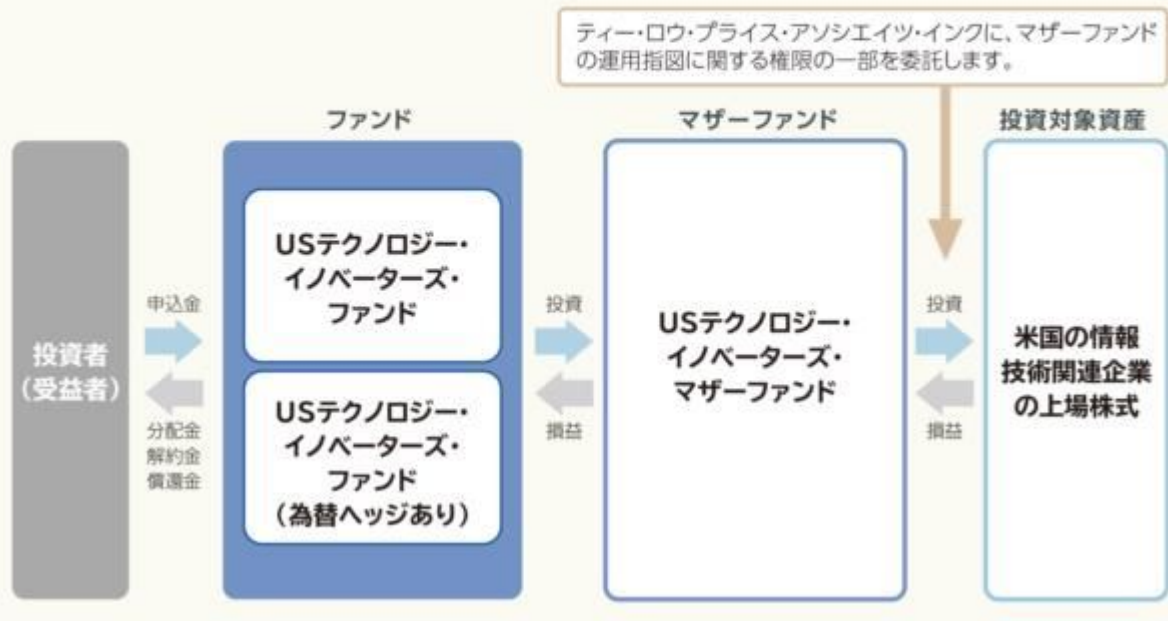 ティー・ロウ・プライス・アソシエイツ・インクに、マザーファンド
の運用指図に関する権限の一部を委託します。
ファンド
マザーファンド
投資対象資産
投資者
(受益者)
申込金
分配金
解約金
償還金
USテクノロジー・
イノベーターズ・
ファンド
USテクノロジー・
イノベーターズ・
ファンド
(為替ヘッジあり)
投資
損益
USテクノロジー・
イノベーターズ・
マザーファンド
投資
損益
米国の情報
技術関連企業
の上場株式